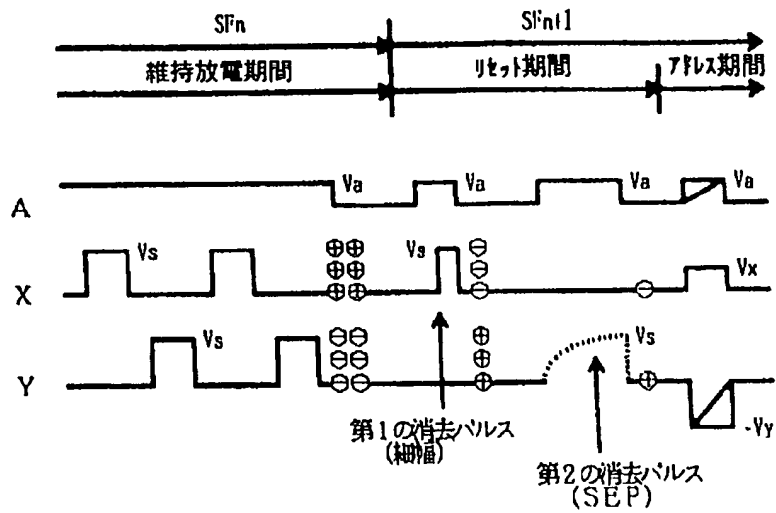 SFn SFn+1
維持放電期間 リセット期間 アドレス期間
A Va Va Va Va
X Vs Vs Vx
Y Vs Vs -Vy
第1の消去パルス
(細幅)
第2の消去パルス
(SEP)